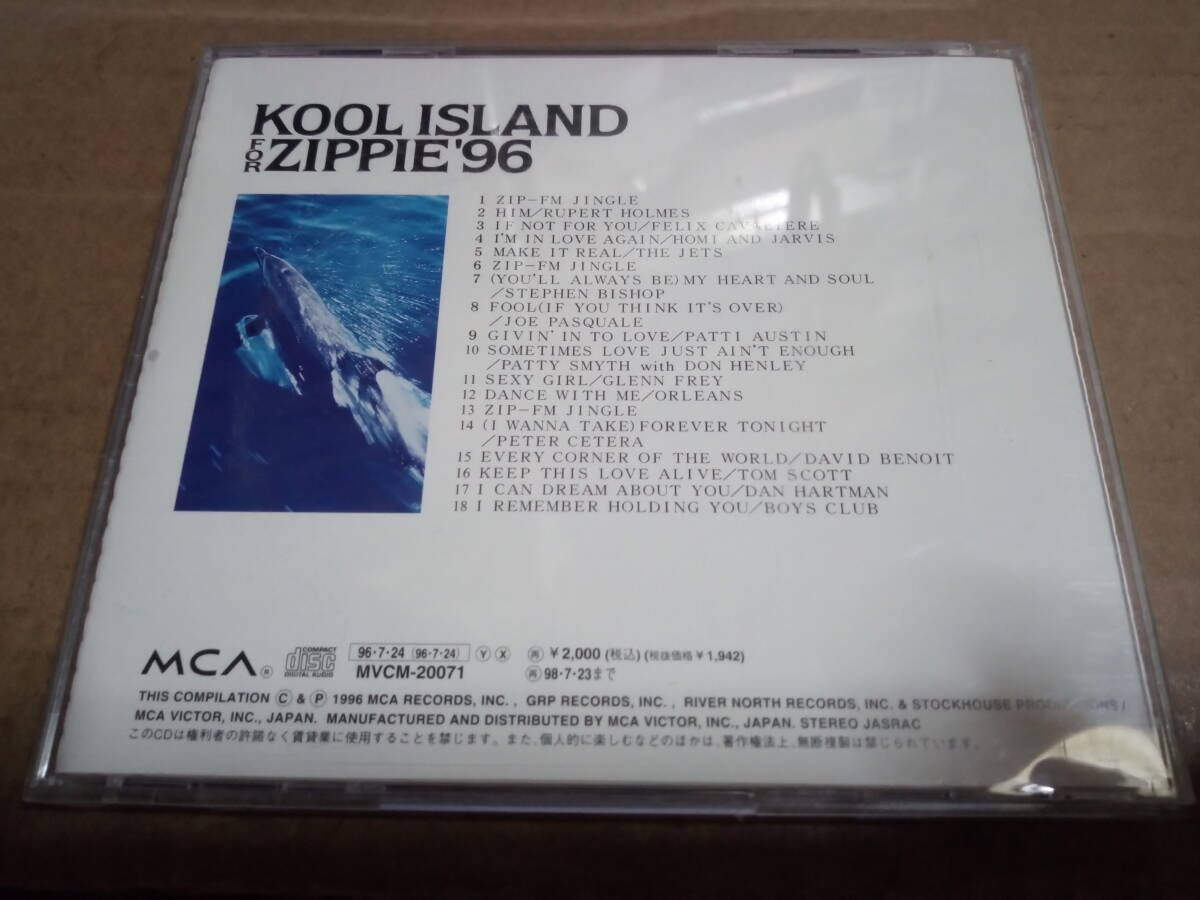 KOOL ISLAND
FOR ZIPPIE'96
1 ZIP-FM JINGLE
2 HIM/RUPERT HOLMES
3 IF NOT FOR YOU/FELIX CAVALIERE
4 I'M IN LOVE AGAIN/HOMI AND JARVIS
5 MAKE IT REAL/THE JETS
6 ZIP-FM JINGLE
7 (YOU'LL ALWAYS BE) MY HEART AND SOUL
/STEPHEN BISHOP
8 FOOL(IF YOU THINK IT'S OVER)
/JOE PASQUALE
9 GIVIN' IN TO LOVE/PATTI AUSTIN
10 SOMETIMES LOVE JUST AIN'T ENOUGH
/PATTY SMYTH with DON HENLEY
11 SEXY GIRL/GLENN FREY
12 DANCE WITH ME/ORLEANS
13 ZIP-FM JINGLE
14 (I WANNA TAKE) FOREVER TONIGHT
/PETER CETERA
15 EVERY CORNER OF THE WORLD/DAVID BENOIT
16 KEEP THIS LOVE ALIVE/TOM SCOTT
17 I CAN DREAM ABOUT YOU/DAN HARTMAN
18 I REMEMBER HOLDING YOU/BOYS CLUB
MCA ® COMPACT disc DIGITAL AUDIO
96・7・24 (96・7・24) Ⓨ Ⓧ ㊢ ¥2,000 (税込) (税抜価格¥1,942)
MVCM-20071 ㊢ 98・7・23まで
THIS COMPILATION Ⓒ & Ⓟ 1996 MCA RECORDS, INC., GRP RECORDS, INC., RIVER NORTH RECORDS, INC. & STOCKHOUSE PRODUCTIONS/
MCA VICTOR, INC., JAPAN. MANUFACTURED AND DISTRIBUTED BY MCA VICTOR, INC., JAPAN. STEREO JASRAC
このCDは権利者の許諾なく賃貸業に使用することを禁じます。また、個人的に楽しむなどのほかは、著作権法上、無断複製は禁じられています。